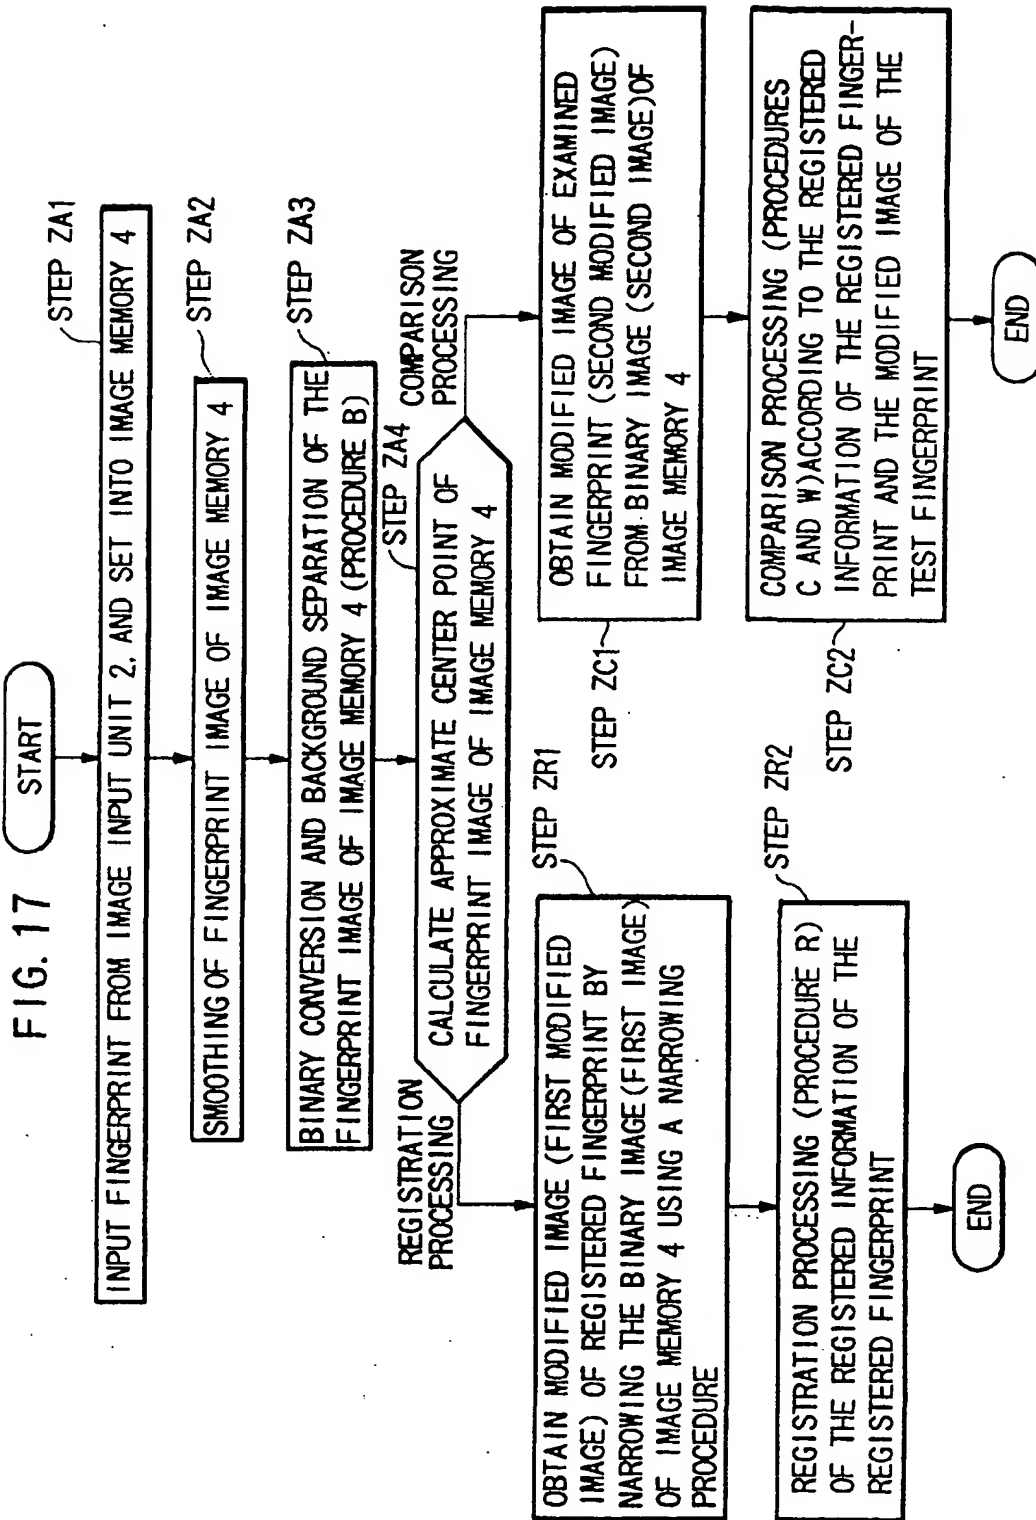 FIG. 17
START
INPUT FINGERPRINT FROM IMAGE INPUT UNIT 2, AND SET INTO IMAGE MEMORY 4
STEP ZA1
SMOOTHING OF FINGERPRINT IMAGE OF IMAGE MEMORY 4
STEP ZA2
BINARY CONVERSION AND BACKGROUND SEPARATION OF THE
FINGERPRINT IMAGE OF IMAGE MEMORY 4 (PROCEDURE B)
STEP ZA3
STEP ZA4
CALCULATE APPROXIMATE CENTER POINT OF
FINGERPRINT IMAGE OF IMAGE MEMORY 4
REGISTRATION
PROCESSING
COMPARISON
PROCESSING
STEP ZR1
OBTAIN MODIFIED IMAGE (FIRST MODIFIED
IMAGE) OF REGISTERED FINGERPRINT BY
NARROWING THE BINARY IMAGE (FIRST IMAGE)
OF IMAGE MEMORY 4 USING A NARROWING
PROCEDURE
STEP ZR2
REGISTRATION PROCESSING (PROCEDURE R)
OF THE REGISTERED INFORMATION OF THE
REGISTERED FINGERPRINT
END
STEP ZC1
OBTAIN MODIFIED IMAGE OF EXAMINED
FINGERPRINT (SECOND MODIFIED IMAGE)
FROM BINARY IMAGE (SECOND IMAGE)OF
IMAGE MEMORY 4
STEP ZC2
COMPARISON PROCESSING (PROCEDURES
C AND W)ACCORDING TO THE REGISTERED
INFORMATION OF THE REGISTERED FINGER-
PRINT AND THE MODIFIED IMAGE OF THE
TEST FINGERPRINT
END